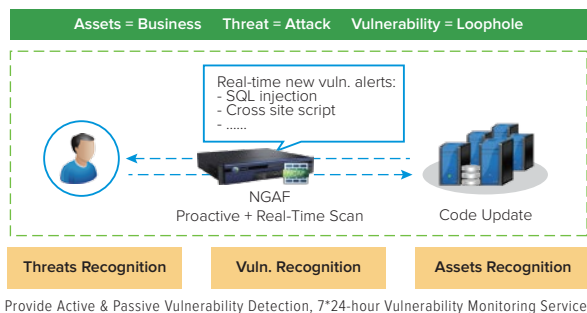 Assets = Business Threat = Attack Vulnerability = Loophole
Real-time new vuln. alerts:
- SQL injection
- Cross site script
- ......
NGAF
Proactive + Real-Time Scan
Code Update
Threats Recognition
Vuln. Recognition
Assets Recognition
Provide Active & Passive Vulnerability Detection, 7*24-hour Vulnerability Monitoring Service